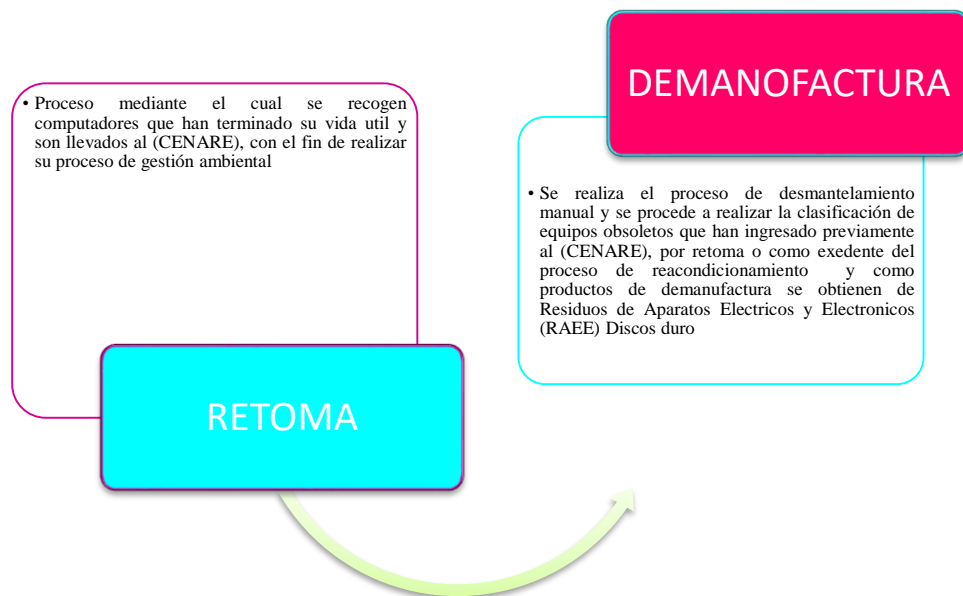 • Proceso mediante el cual se recogen
computadores que han terminado su vida util y
son llevados al (CENARE), con el fin de realizar
su proceso de gestión ambiental
RETOMA
DEMANOFACTURA
• Se realiza el proceso de desmantelamiento
manual y se procede a realizar la clasificación de
equipos obsoletos que han ingresado previamente
al (CENARE), por retoma o como exedente del
proceso de reacondicionamiento y como
productos de demanufactura se obtienen de
Residuos de Aparatos Electricos y Electronicos
(RAEE) Discos duro